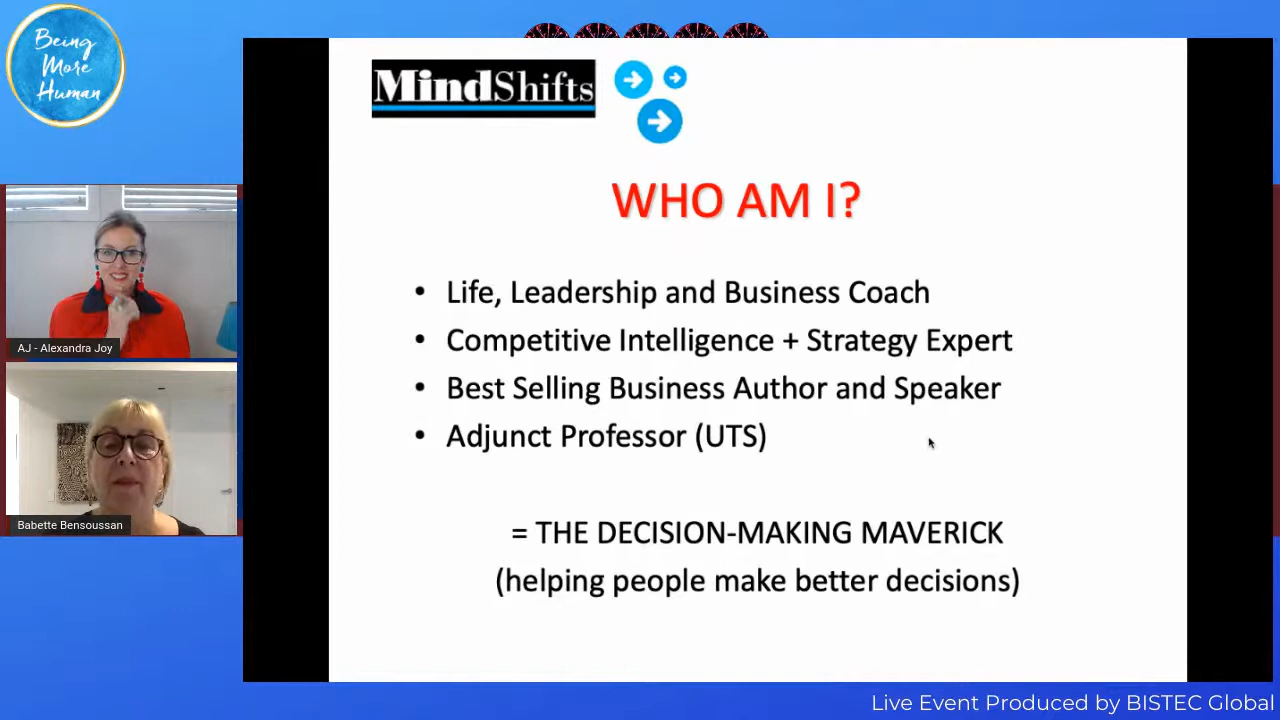 Being
More
Human
MindShifts
WHO AM I?
• Life, Leadership and Business Coach
• Competitive Intelligence + Strategy Expert
• Best Selling Business Author and Speaker
• Adjunct Professor (UTS)
= THE DECISION-MAKING MAVERICK
(helping people make better decisions)
AJ - Alexandra Joy
Babette Bensoussan
Live Event Produced by BISTEC Global